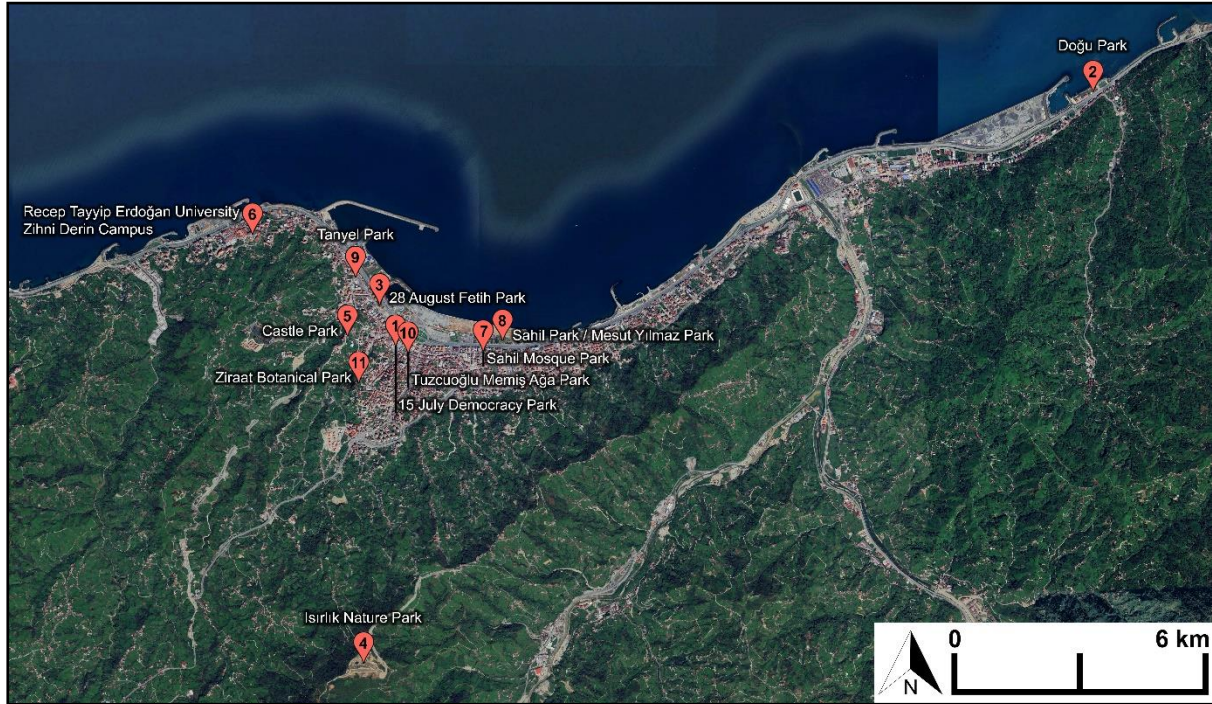 Doğu Park
2
Recep Tayyip Erdoğan University
Zihni Derin Campus
6
Tanyel Park
9
3
28 August Fetih Park
5
Castle Park
1
10
7
8
Sahil Park / Mesut Yılmaz Park
Sahil Mosque Park
11
Ziraat Botanical Park
Tuzcuoğlu Memiş Ağa Park
15 July Democracy Park
Isırlık Nature Park
4
0
6 km
N